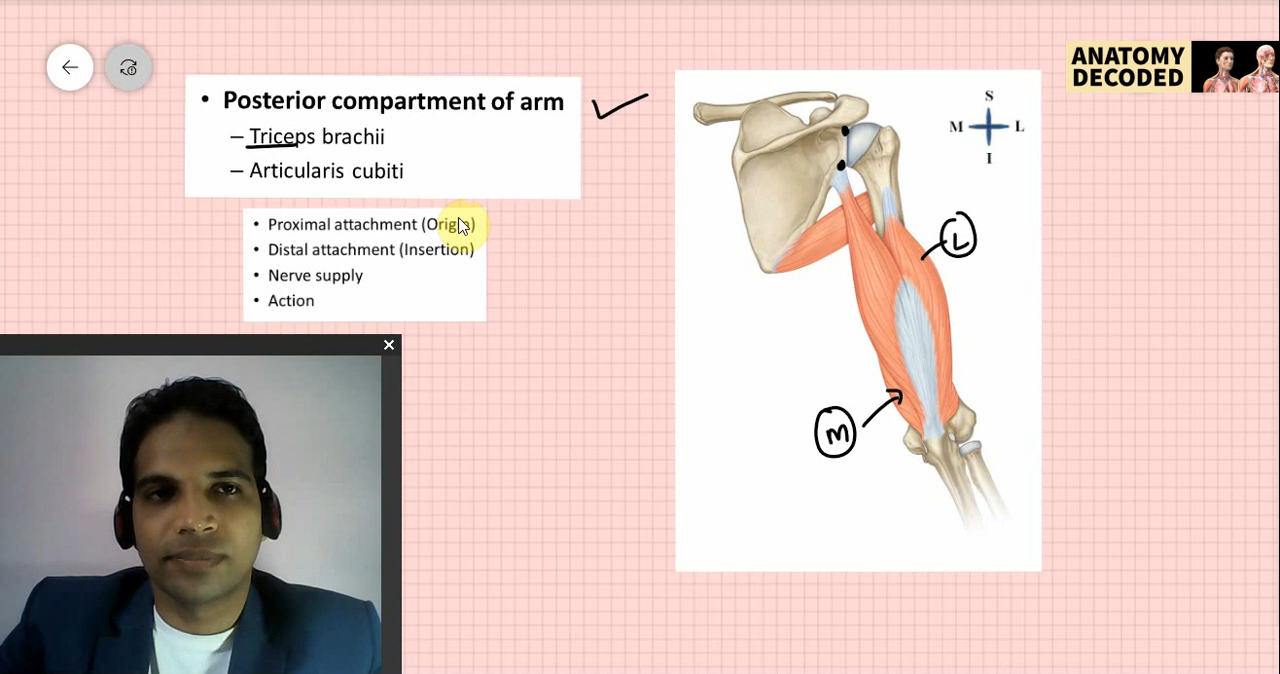 ANATOMY
DECODED
• Posterior compartment of arm
– Triceps brachii
– Articularis cubiti
• Proximal attachment (Origin)
• Distal attachment (Insertion)
• Nerve supply
• Action
S
M L
I
L
M